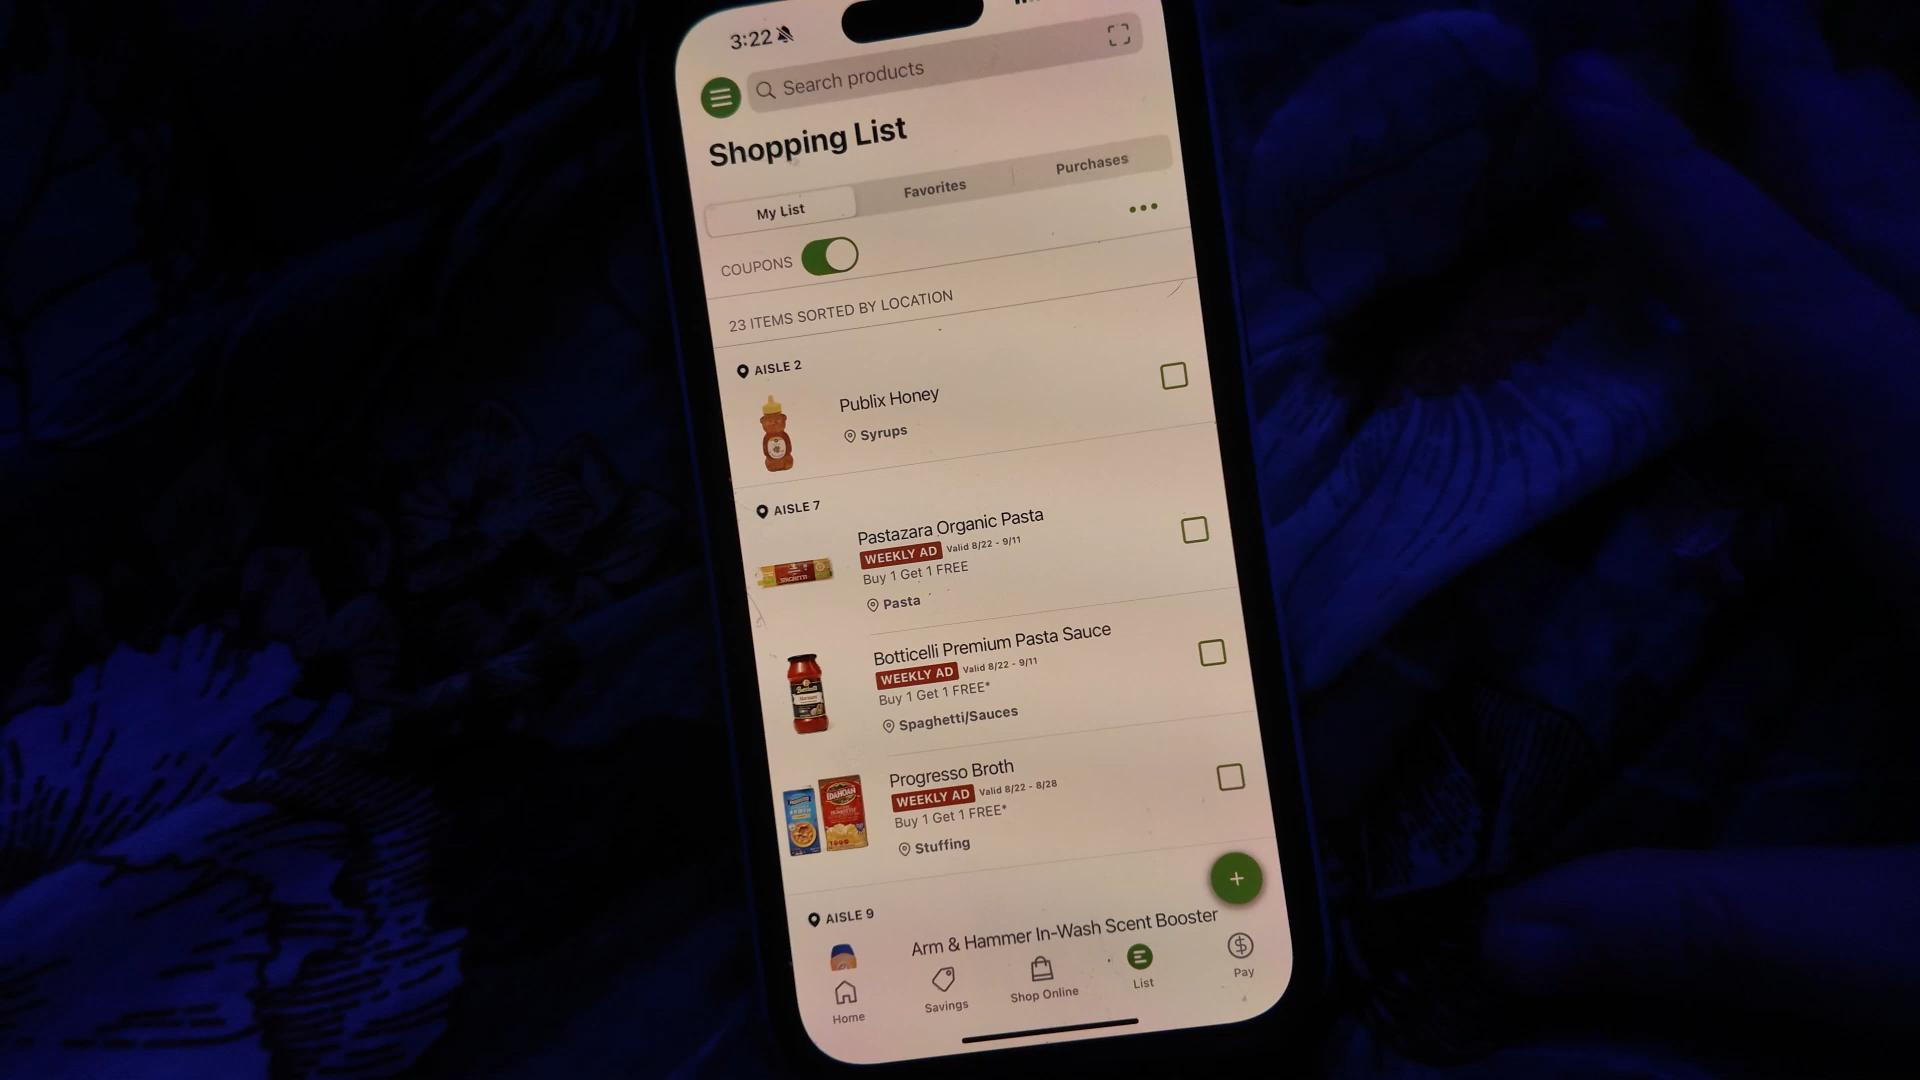 3:22
Search products
Shopping List
My List
Favorites
Purchases
COUPONS
23 ITEMS SORTED BY LOCATION
AISLE 2
Publix Honey
Syrups
AISLE 7
Pastazara Organic Pasta
WEEKLY AD Valid 8/22 - 9/11
Buy 1 Get 1 FREE
Pasta
SPAGHETTI
Botticelli Premium Pasta Sauce
WEEKLY AD Valid 8/22 - 9/11
Buy 1 Get 1 FREE*
Spaghetti/Sauces
Progresso Broth
WEEKLY AD Valid 8/22 - 8/28
Buy 1 Get 1 FREE*
Stuffing
IDAHOAN
AISLE 9
Arm & Hammer In-Wash Scent Booster
Home
Savings
Shop Online
List
Pay